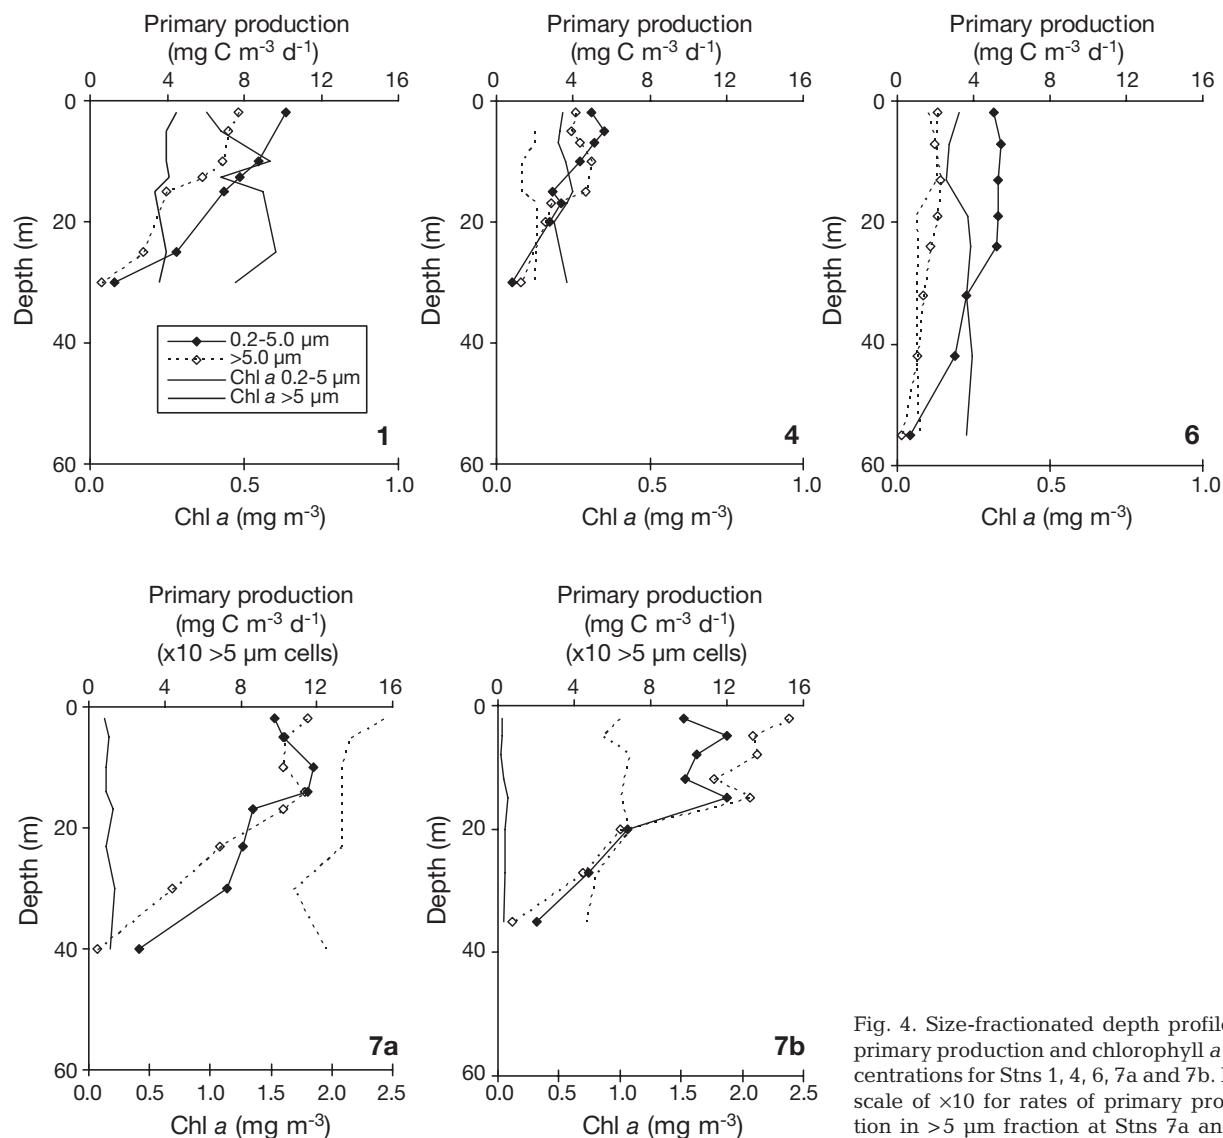 Primary production
(mg C m-3 d-1)
0 4 8 12 16
0
20
40
60
Depth (m)
0.2-5.0 µm
>5.0 µm
Chl a 0.2-5 µm
Chl a >5 µm
1
0.0 0.5 1.0
Chl a (mg m-3)
Primary production
(mg C m-3 d-1)
0 4 8 12 16
0
20
40
60
Depth (m)
4
0.0 0.5 1.0
Chl a (mg m-3)
Primary production
(mg C m-3 d-1)
0 4 8 12 16
0
20
40
60
Depth (m)
6
0.0 0.5 1.0
Chl a (mg m-3)
Primary production
(mg C m-3 d-1)
(x10 >5 µm cells)
0 4 8 12 16
0
20
40
60
Depth (m)
7a
0.0 0.5 1.0 1.5 2.0 2.5
Chl a (mg m-3)
Primary production
(mg C m-3 d-1)
(x10 >5 µm cells)
0 4 8 12 16
0
20
40
60
Depth (m)
7b
0.0 0.5 1.0 1.5 2.0 2.5
Chl a (mg m-3)
Fig. 4. Size-fractionated depth profile
primary production and chlorophyll a
centrations for Stns 1, 4, 6, 7a and 7b.
scale of ×10 for rates of primary pro
tion in >5 µm fraction at Stns 7a an